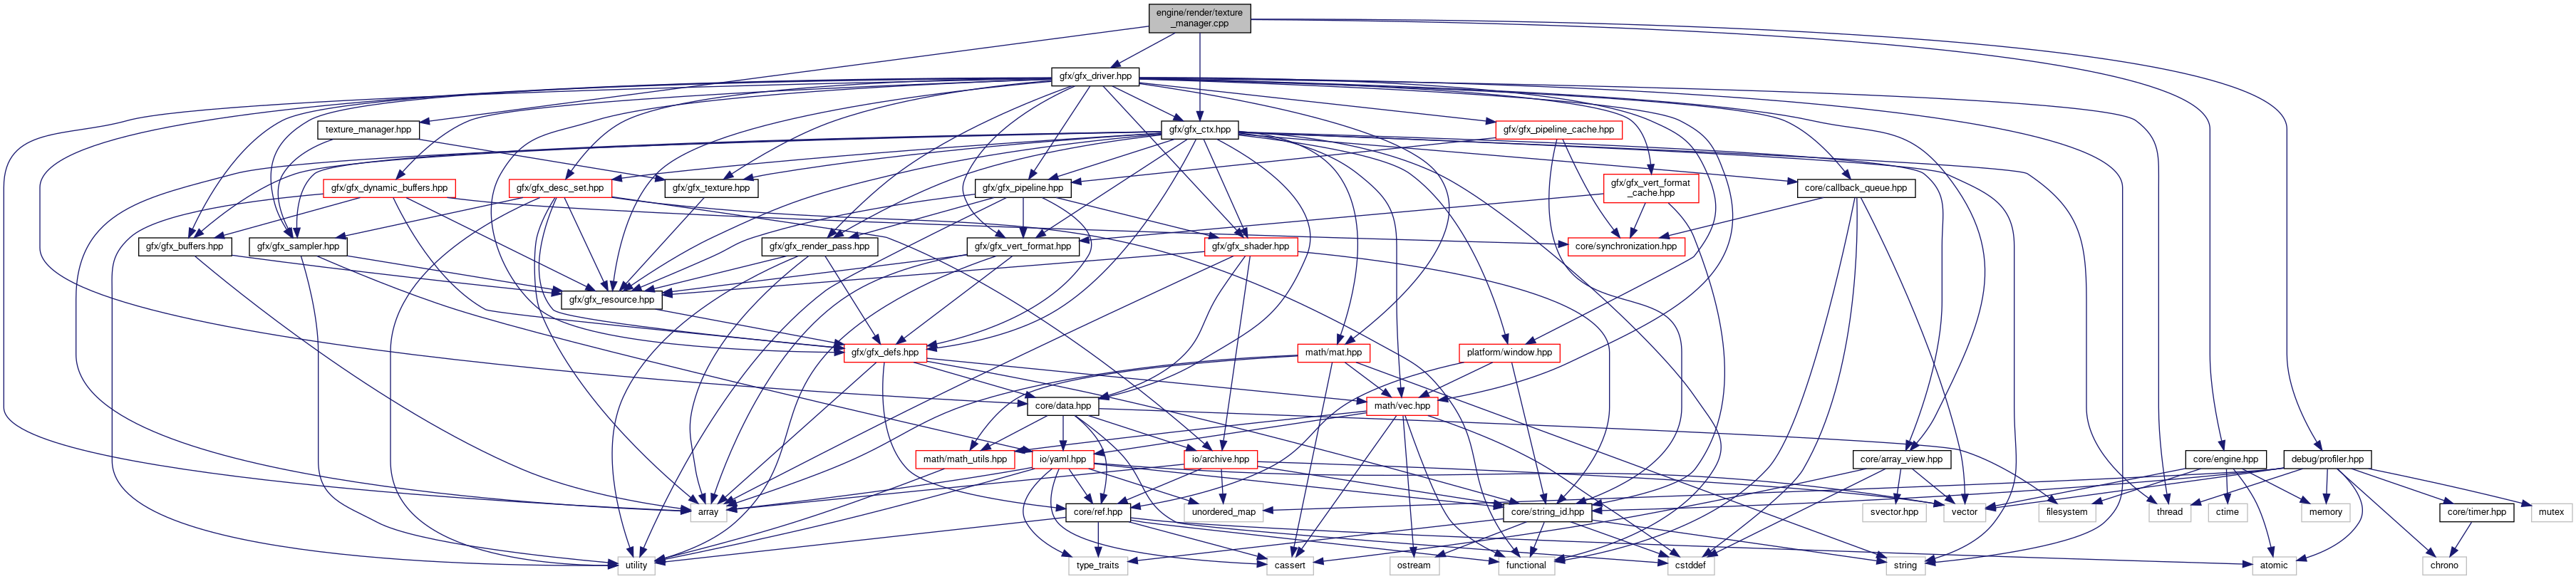 engine/render/texture
_manager.cpp
gfx/gfx_driver.hpp
texture_manager.hpp
gfx/gfx_ctx.hpp
gfx/gfx_pipeline_cache.hpp
gfx/gfx_dynamic_buffers.hpp
gfx/gfx_desc_set.hpp
gfx/gfx_texture.hpp
gfx/gfx_pipeline.hpp
gfx/gfx_vert_format
_cache.hpp
core/callback_queue.hpp
gfx/gfx_buffers.hpp
gfx/gfx_sampler.hpp
gfx/gfx_render_pass.hpp
gfx/gfx_vert_format.hpp
gfx/gfx_shader.hpp
core/synchronization.hpp
gfx/gfx_resource.hpp
gfx/gfx_defs.hpp
math/mat.hpp
platform/window.hpp
core/data.hpp
math/vec.hpp
math/math_utils.hpp
io/yaml.hpp
io/archive.hpp
core/array_view.hpp
core/engine.hpp
debug/profiler.hpp
array
core/ref.hpp
unordered_map
core/string_id.hpp
svector.hpp
vector
filesystem
thread
ctime
memory
core/timer.hpp
mutex
utility
type_traits
cassert
ostream
functional
cstddef
string
atomic
chrono